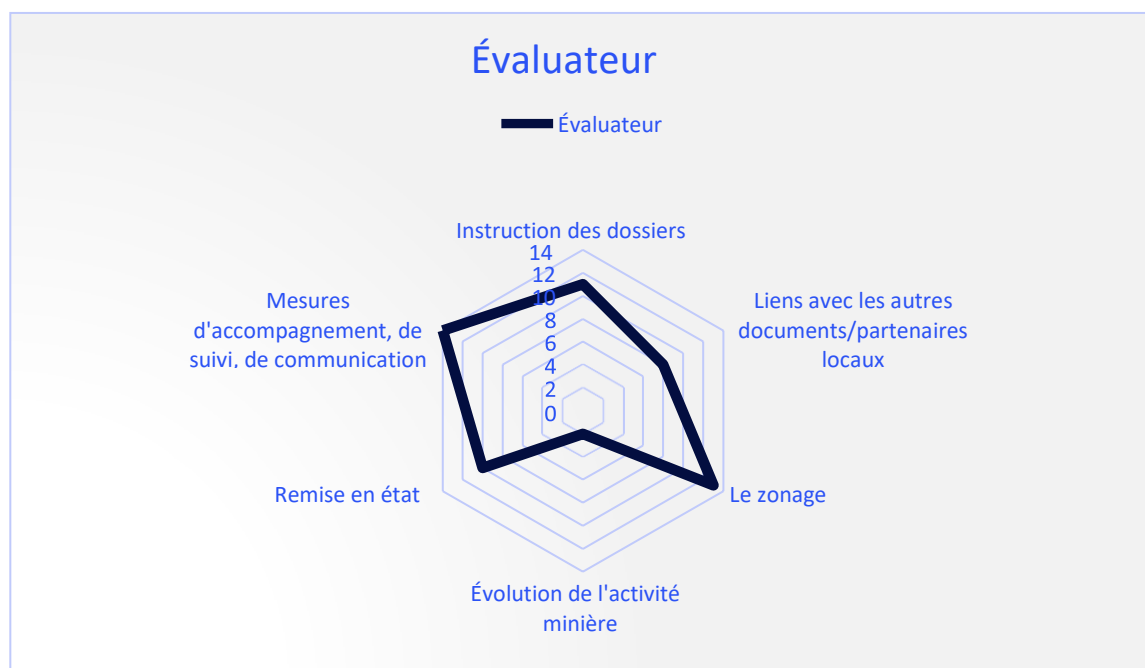 Évaluateur
Évaluateur
Instruction des dossiers
14
12
10
8
6
4
2
0
Liens avec les autres
documents/partenaires
locaux
Le zonage
Évolution de l'activité
minière
Remise en état
Mesures
d'accompagnement, de
suivi, de communication